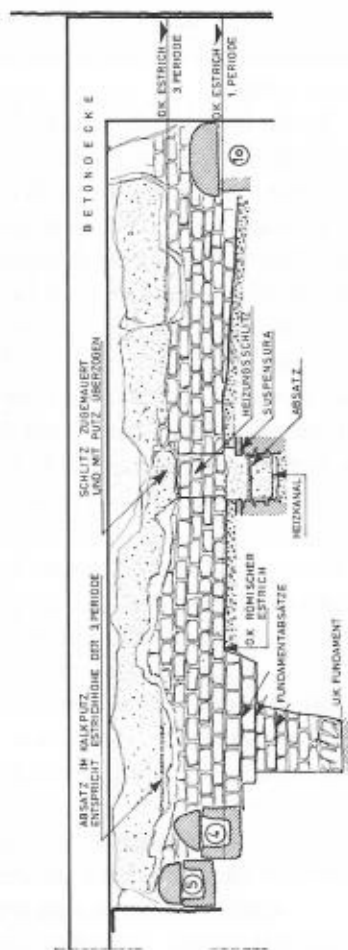 BETONDECKE
OK ESTRICH
3. PERIODE
OK ESTRICH
1. PERIODE
10
SCHLITZ ZUGEMAUERT
UND MIT PUTZ ÜBERZOGEN
HEIZUNGSSCHLITZ
SUSPENSURA
ABSATZ
HEIZKANAL
ABSATZ IM KALKPUTZ,
ENTSPRICHT ESTRICHHÖHE DER 3. PERIODE
OK RÖMISCHER
ESTRICH
FUNDAMENTABSÄTZE
UK FUNDAMENT
4
5